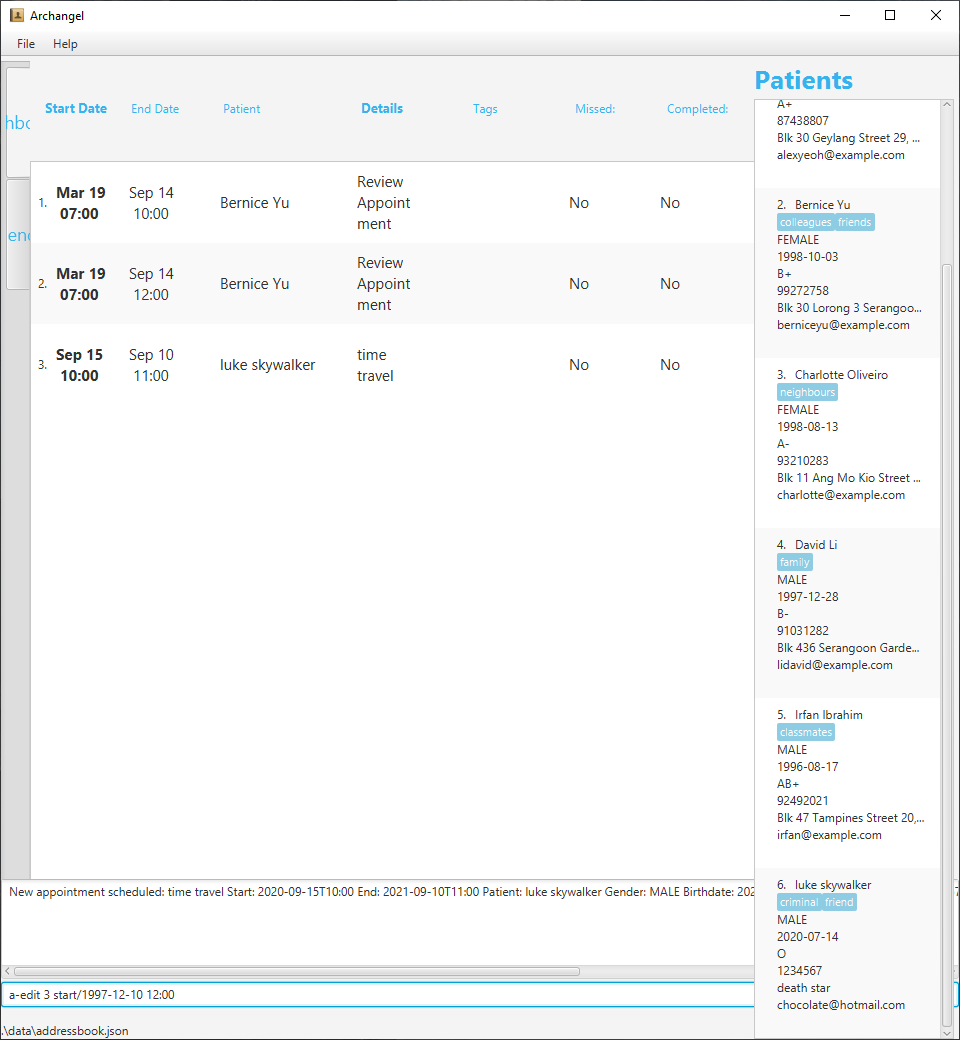 Archangel
File Help
hbo
end
Start Date End Date Patient Details Tags Missed: Completed:
1. Mar 19 07:00 Sep 14 10:00 Bernice Yu Review Appoint ment No No
2. Mar 19 07:00 Sep 14 12:00 Bernice Yu Review Appoint ment No No
3. Sep 15 10:00 Sep 10 11:00 luke skywalker time travel No No
Patients
A+
87438807
Blk 30 Geylang Street 29, ...
alexyeoh@example.com
2. Bernice Yu
colleagues friends
FEMALE
1998-10-03
B+
99272758
Blk 30 Lorong 3 Serangoo...
berniceyu@example.com
3. Charlotte Oliveiro
neighbours
FEMALE
1998-08-13
A-
93210283
Blk 11 Ang Mo Kio Street ...
charlotte@example.com
4. David Li
family
MALE
1997-12-28
B-
91031282
Blk 436 Serangoon Garde...
lidavid@example.com
5. Irfan Ibrahim
classmates
MALE
1996-08-17
AB+
92492021
Blk 47 Tampines Street 20,...
irfan@example.com
6. luke skywalker
criminal friend
MALE
2020-07-14
O
1234567
death star
chocolate@hotmail.com
New appointment scheduled: time travel Start: 2020-09-15T10:00 End: 2021-09-10T11:00 Patient: luke skywalker Gender: MALE Birthdate: 202
a-edit 3 start/1997-12-10 12:00
.\data\addressbook.json